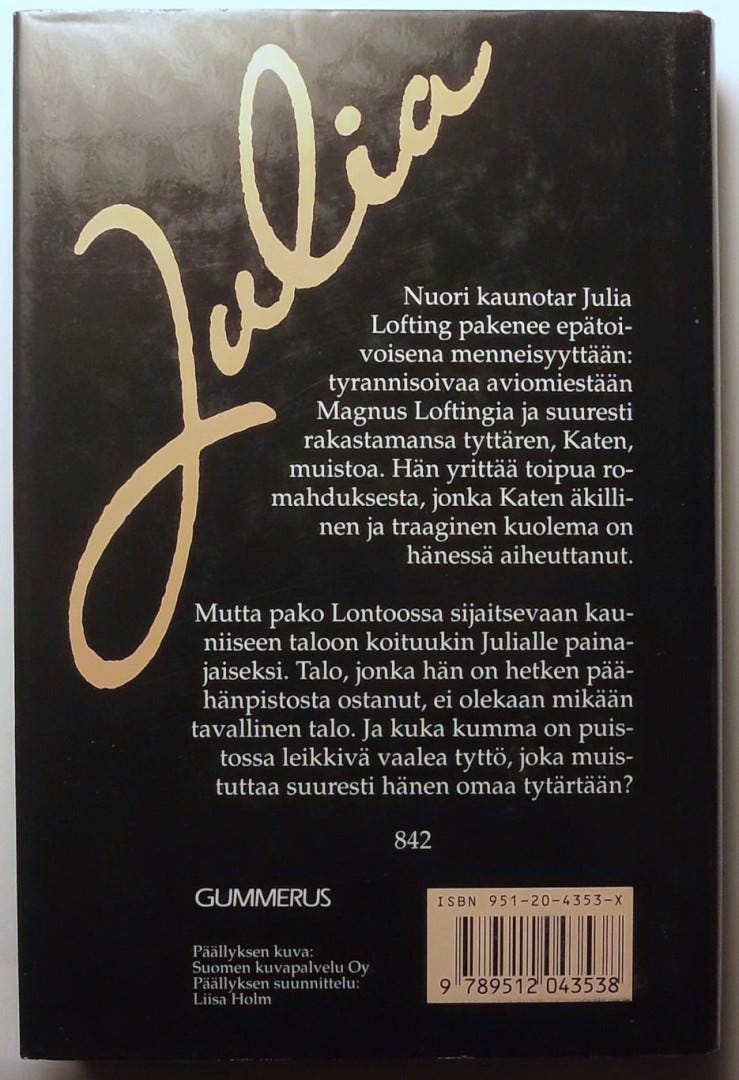 Julia
Nuori kaunotar Julia
Lofting pakenee epätoi-
voisena menneisyyttään:
tyrannisoivaa aviomiestään
Magnus Loftingia ja suuresti
rakastamansa tyttären, Katen,
muistoa. Hän yrittää toipua ro-
mahduksesta, jonka Katen äkilli-
nen ja traaginen kuolema on
hänessä aiheuttanut.
Mutta pako Lontoossa sijaitsevaan kau-
niiseen taloon koituukin Julialle paina-
jaiseksi. Talo, jonka hän on hetken pää-
hänpistosta ostanut, ei olekaan mikään
tavallinen talo. Ja kuka kumma on puis-
tossa leikkivä vaalea tyttö, joka muis-
tuttaa suuresti hänen omaa tytärtään?
842
GUMMERUS
Päällyksen kuva:
Suomen kuvapalvelu Oy
Päällyksen suunnittelu:
Liisa Holm
ISBN 951-20-4353-X
9 789512 043538